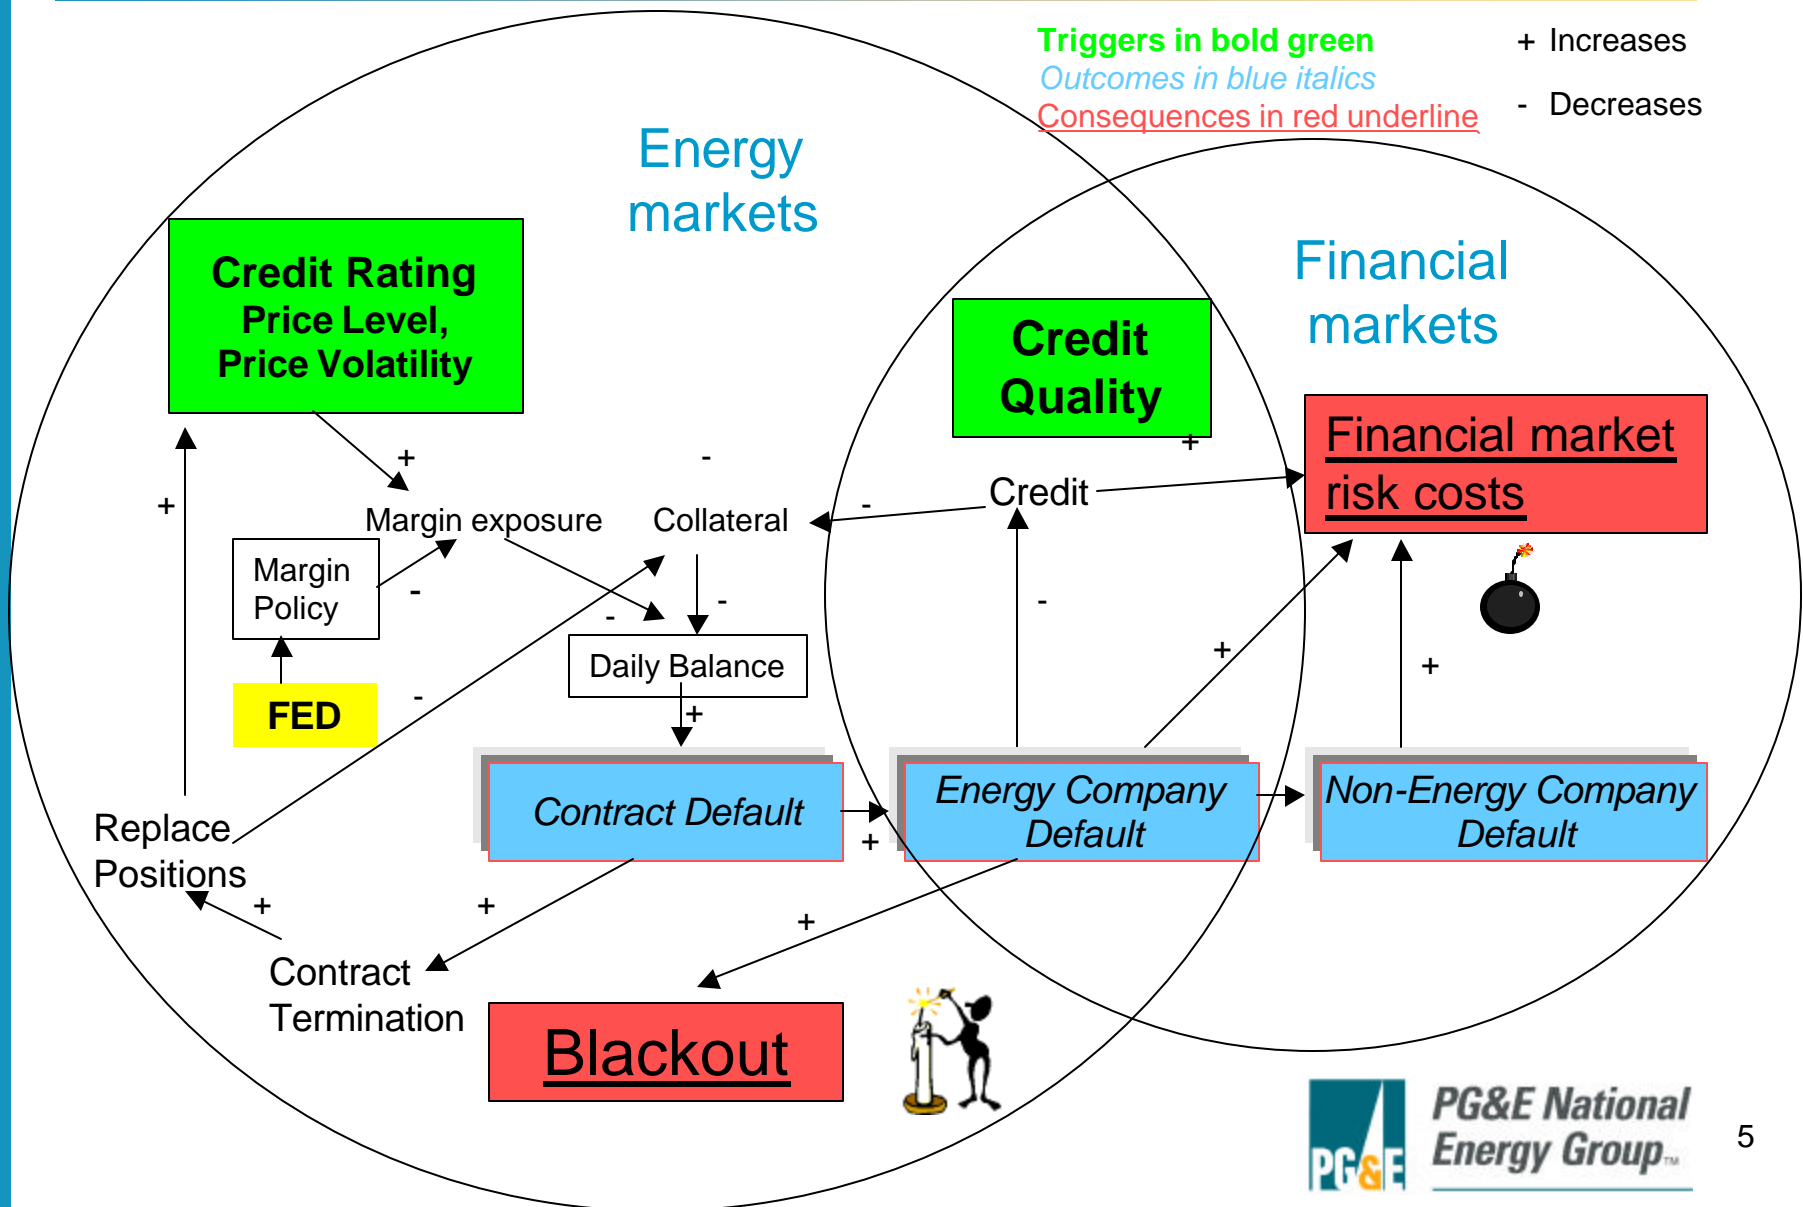 Triggers in bold green
+ Increases
Outcomes in blue italics
- Decreases
Consequences in red underline
Energy
markets
Financial
markets
Credit Rating
Price Level,
Price Volatility
Credit
Quality
Financial market
risk costs
+
+
-
+
-
Credit
Margin exposure
Collateral
Margin
Policy
-
-
-
-
+
+
Daily Balance
FED
-
+
Contract Default
Energy Company
Default
Non-Energy Company
Default
+
Replace
Positions
+
+
+
Contract
Termination
Blackout
PG&E
PG&E National
Energy Group™
5